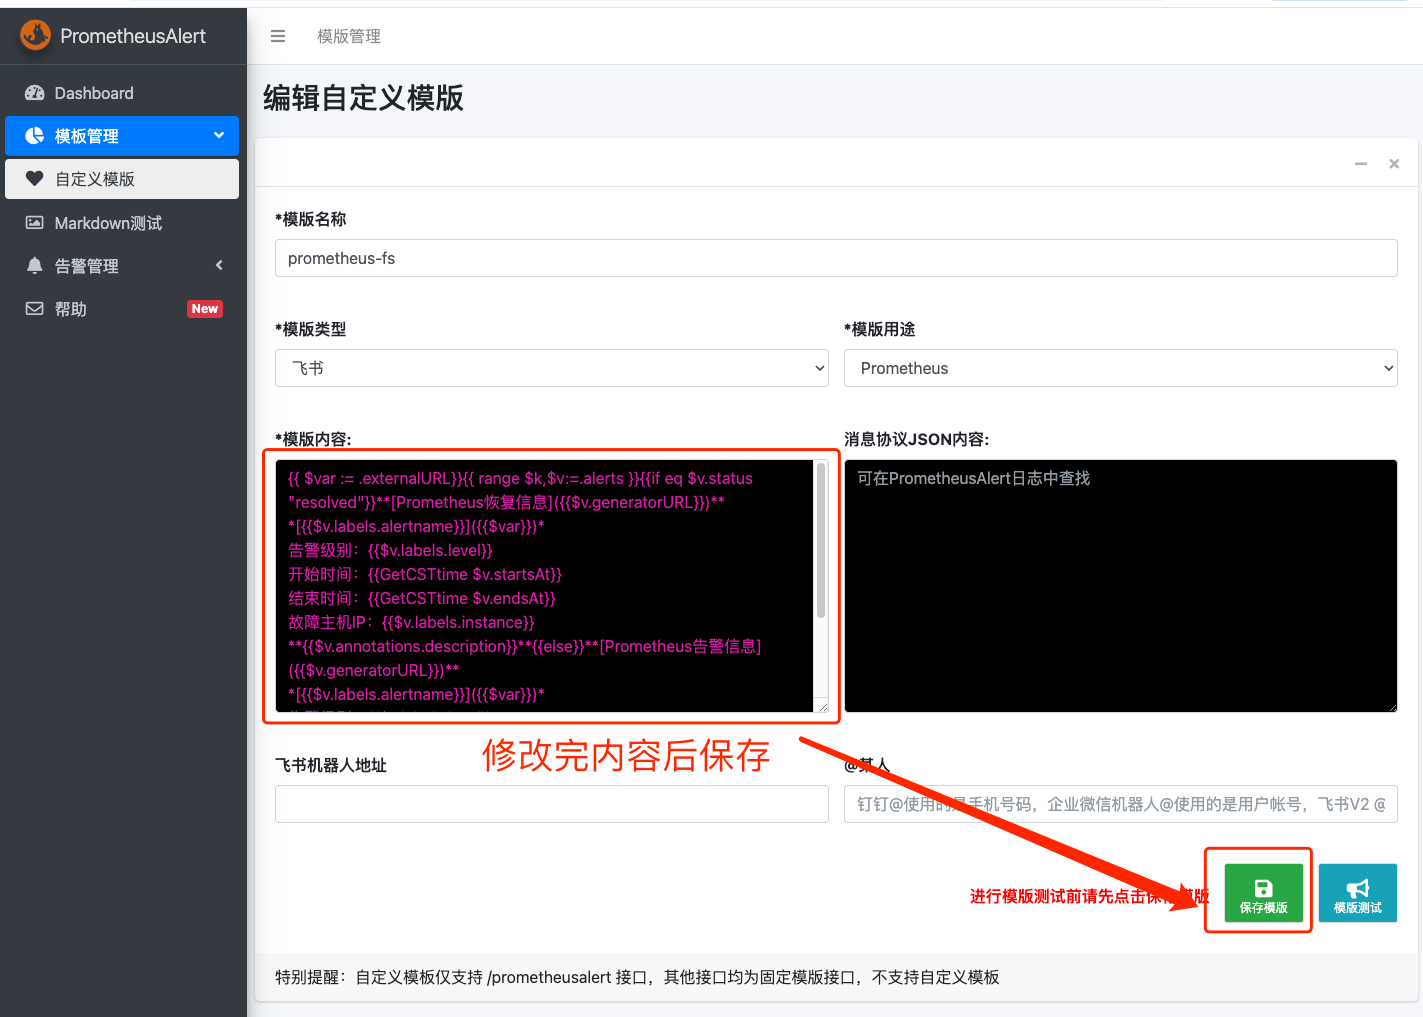 PrometheusAlert
模版管理
Dashboard
模板管理
自定义模版
Markdown测试
告警管理
帮助
New
编辑自定义模版
*模版名称
prometheus-fs
*模版类型
*模版用途
飞书
Prometheus
*模版内容:
消息协议JSON内容:
{{ $var := .externalURL}}{{ range $k,$v:=.alerts }}{{if eq $v.status
"resolved"}}**[Prometheus恢复信息]({{$v.generatorURL}})**
*[{{$v.labels.alertname}}]({{$var}})*
告警级别：{{$v.labels.level}}
开始时间：{{GetCSTtime $v.startsAt}}
结束时间：{{GetCSTtime $v.endsAt}}
故障主机IP：{{$v.labels.instance}}
**{{$v.annotations.description}}**{{else}}**[Prometheus告警信息]
({{$v.generatorURL}})**
*[{{$v.labels.alertname}}]({{$var}})*
可在PrometheusAlert日志中查找
修改完内容后保存
飞书机器人地址
@某人
钉钉@使用的是手机号码，企业微信机器人@使用的是用户帐号，飞书V2 @
进行模版测试前请先点击保存模版
保存模版
模版测试
特别提醒：自定义模板仅支持 /prometheusalert 接口，其他接口均为固定模版接口，不支持自定义模板